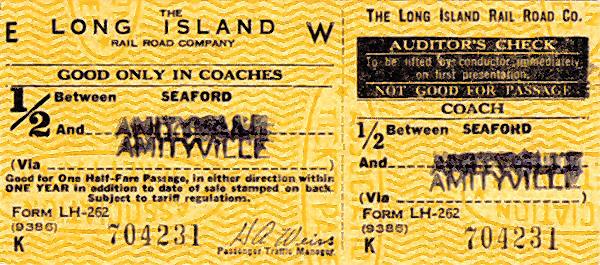 THE
E LONG ISLAND W
RAIL ROAD COMPANY
GOOD ONLY IN COACHES
1/2 Between SEAFORD
And AMITYVILLE
AMITYVILLE
(Via )
Good for One Half-Fare Passage, in either direction within
ONE YEAR in addition to date of sale stamped on back.
Subject to tariff regulations.
FORM LH-262
(9386)
K 704231 H A Weiss
Passenger Traffic Manager
THE LONG ISLAND RAIL ROAD CO.
AUDITOR'S CHECK
To be lifted by conductor immediately
on first presentation.
NOT GOOD FOR PASSAGE
COACH
1/2 Between SEAFORD
And
AMITYVILLE
(Via )
FORM LH-262
(9386)
K 704231